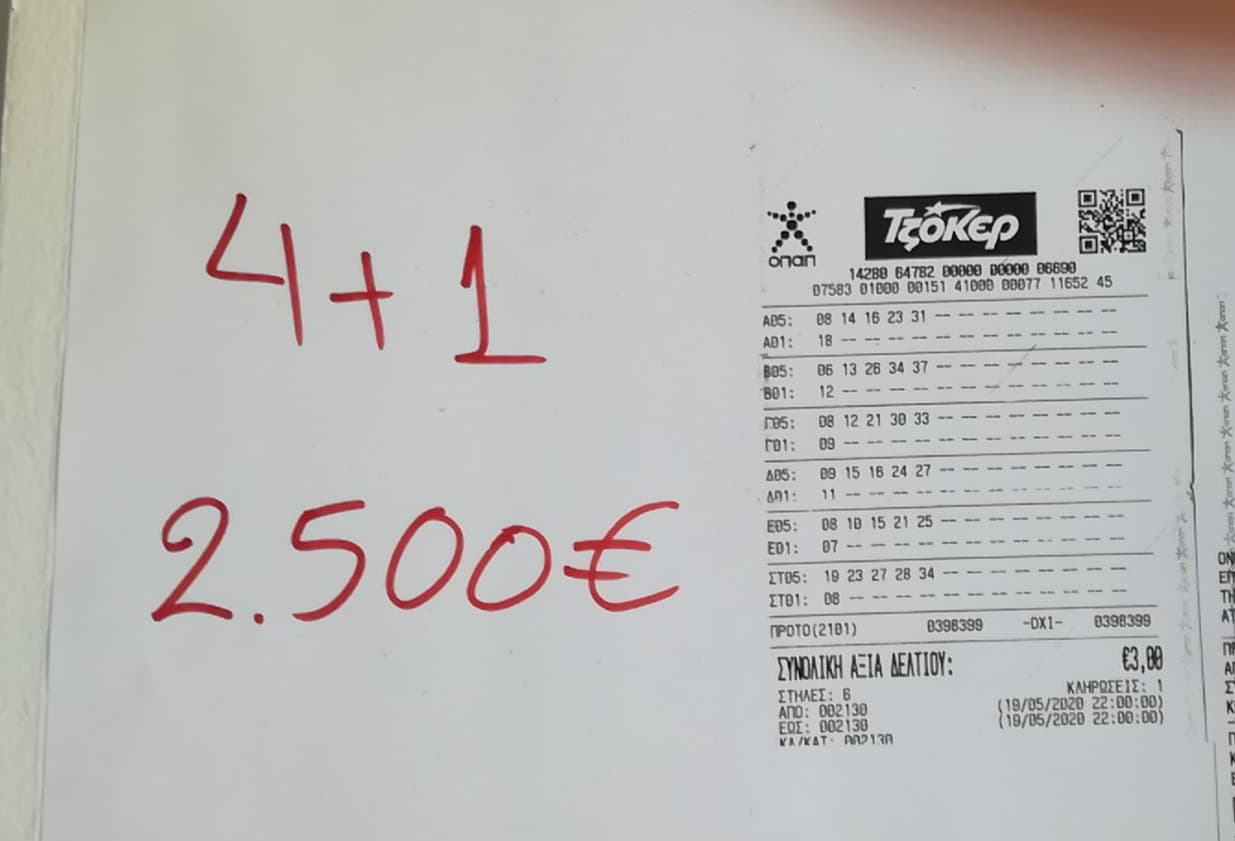 4+1
2.500€
οπαπ
ΤζόΚερ
14280 64782 00000 00000 06690
07583 01000 00151 41000 00077 11652 45
Α05: 08 14 16 23 31 -- -- -- -- -- -- -- --
Α01: 18 -- -- -- -- -- -- -- -- -- -- -- --
Β05: 06 13 26 34 37 -- -- -- -- -- -- -- --
Β01: 12 -- -- -- -- -- -- -- -- -- -- -- --
Γ05: 08 12 21 30 33 -- -- -- -- -- -- -- --
Γ01: 09 -- -- -- -- -- -- -- -- -- -- -- --
Δ05: 09 15 16 24 27 -- -- -- -- -- -- -- --
Δ01: 11 -- -- -- -- -- -- -- -- -- -- -- --
Ε05: 08 10 15 21 25 -- -- -- -- -- -- -- --
Ε01: 07 -- -- -- -- -- -- -- -- -- -- -- --
ΣΤ05: 19 23 27 28 34 -- -- -- -- -- -- -- --
ΣΤ01: 08 -- -- -- -- -- -- -- -- -- -- -- --
ΠΡΟΤΟ(2101) 0398399 -ΟΧΙ- 0398399
ΣΥΝΟΛΙΚΗ ΑΞΙΑ ΔΕΛΤΙΟΥ: €3,00
ΣΤΗΛΕΣ: 6 ΚΛΗΡΩΣΕΙΣ: 1
ΑΠΟ: 002130 (19/05/2020 22:00:00)
ΕΩΣ: 002130 (19/05/2020 22:00:00)
ΚΛ/ΚΑΤ: 002130